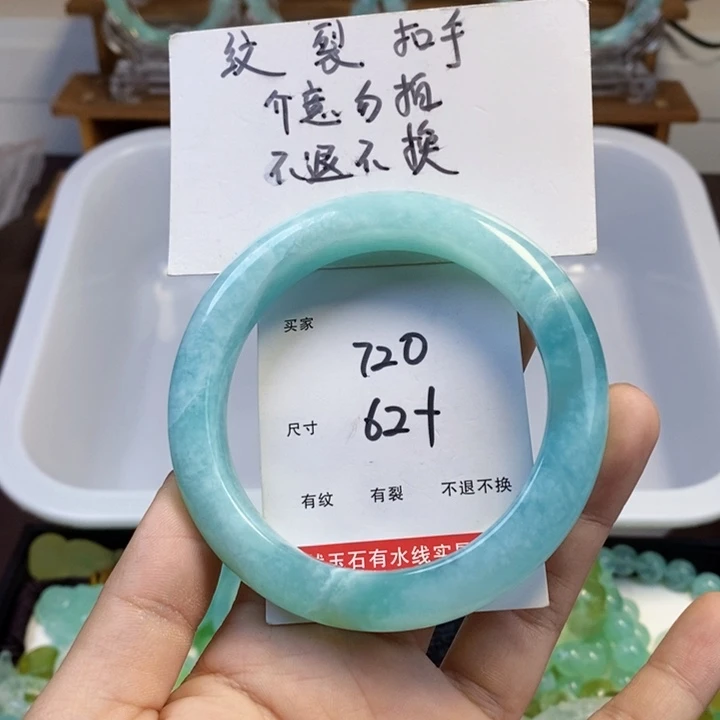 纹 裂 扣手
介意勿拍
不退不换
买家
720
尺寸 62+
有纹 有裂 不退不换
玉石有水线实属